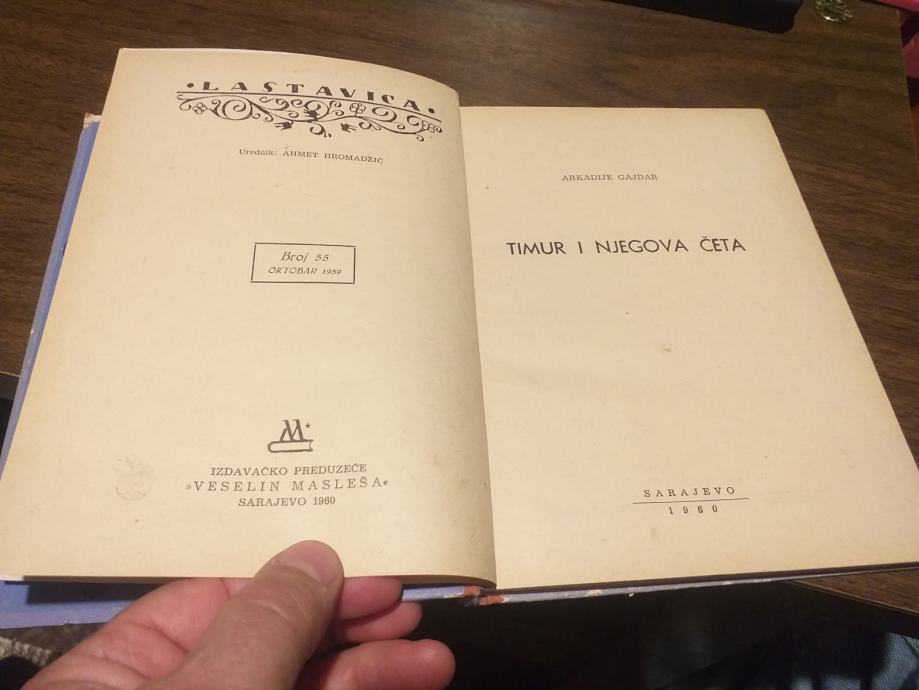 •LASTAVICA•
Urednik: AHMET HROMADŽIĆ
Broj 55
OKTOBAR 1959
M
IZDAVAČKO PREDUZEĆE
»VESELIN MASLEŠA«
SARAJEVO 1960
ARKADIJE GAJDAR
TIMUR I NJEGOVA ČETA
SARAJEVO
1960